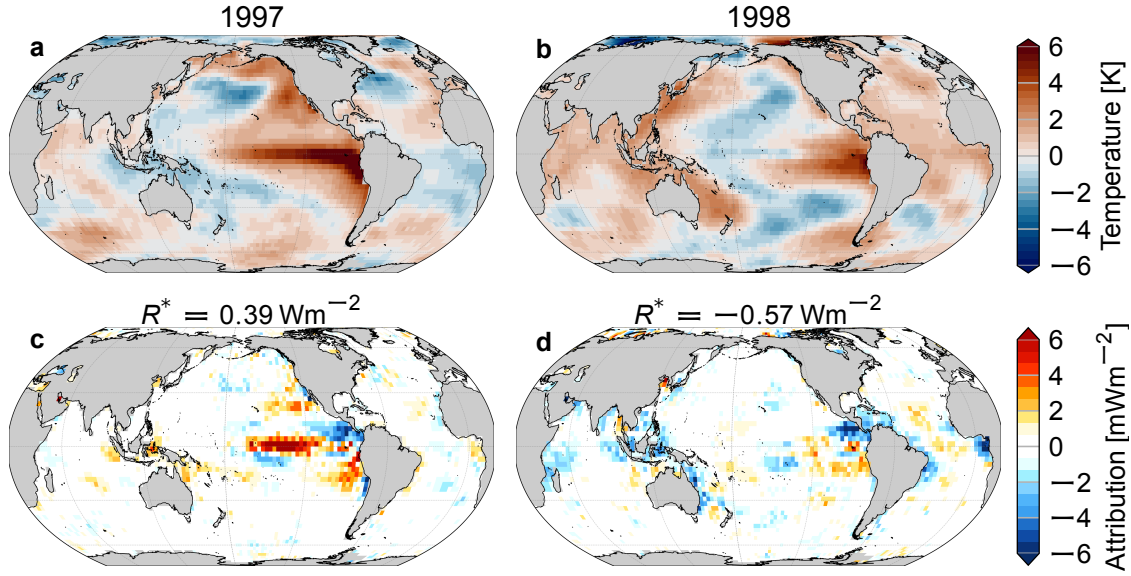 1997
1998
a
b
6
4
2
0
−2
−4
−6
Temperature [K]
R* = 0.39 Wm⁻²
R* = −0.57 Wm⁻²
c
d
6
4
2
0
−2
−4
−6
Attribution [mWm⁻²]